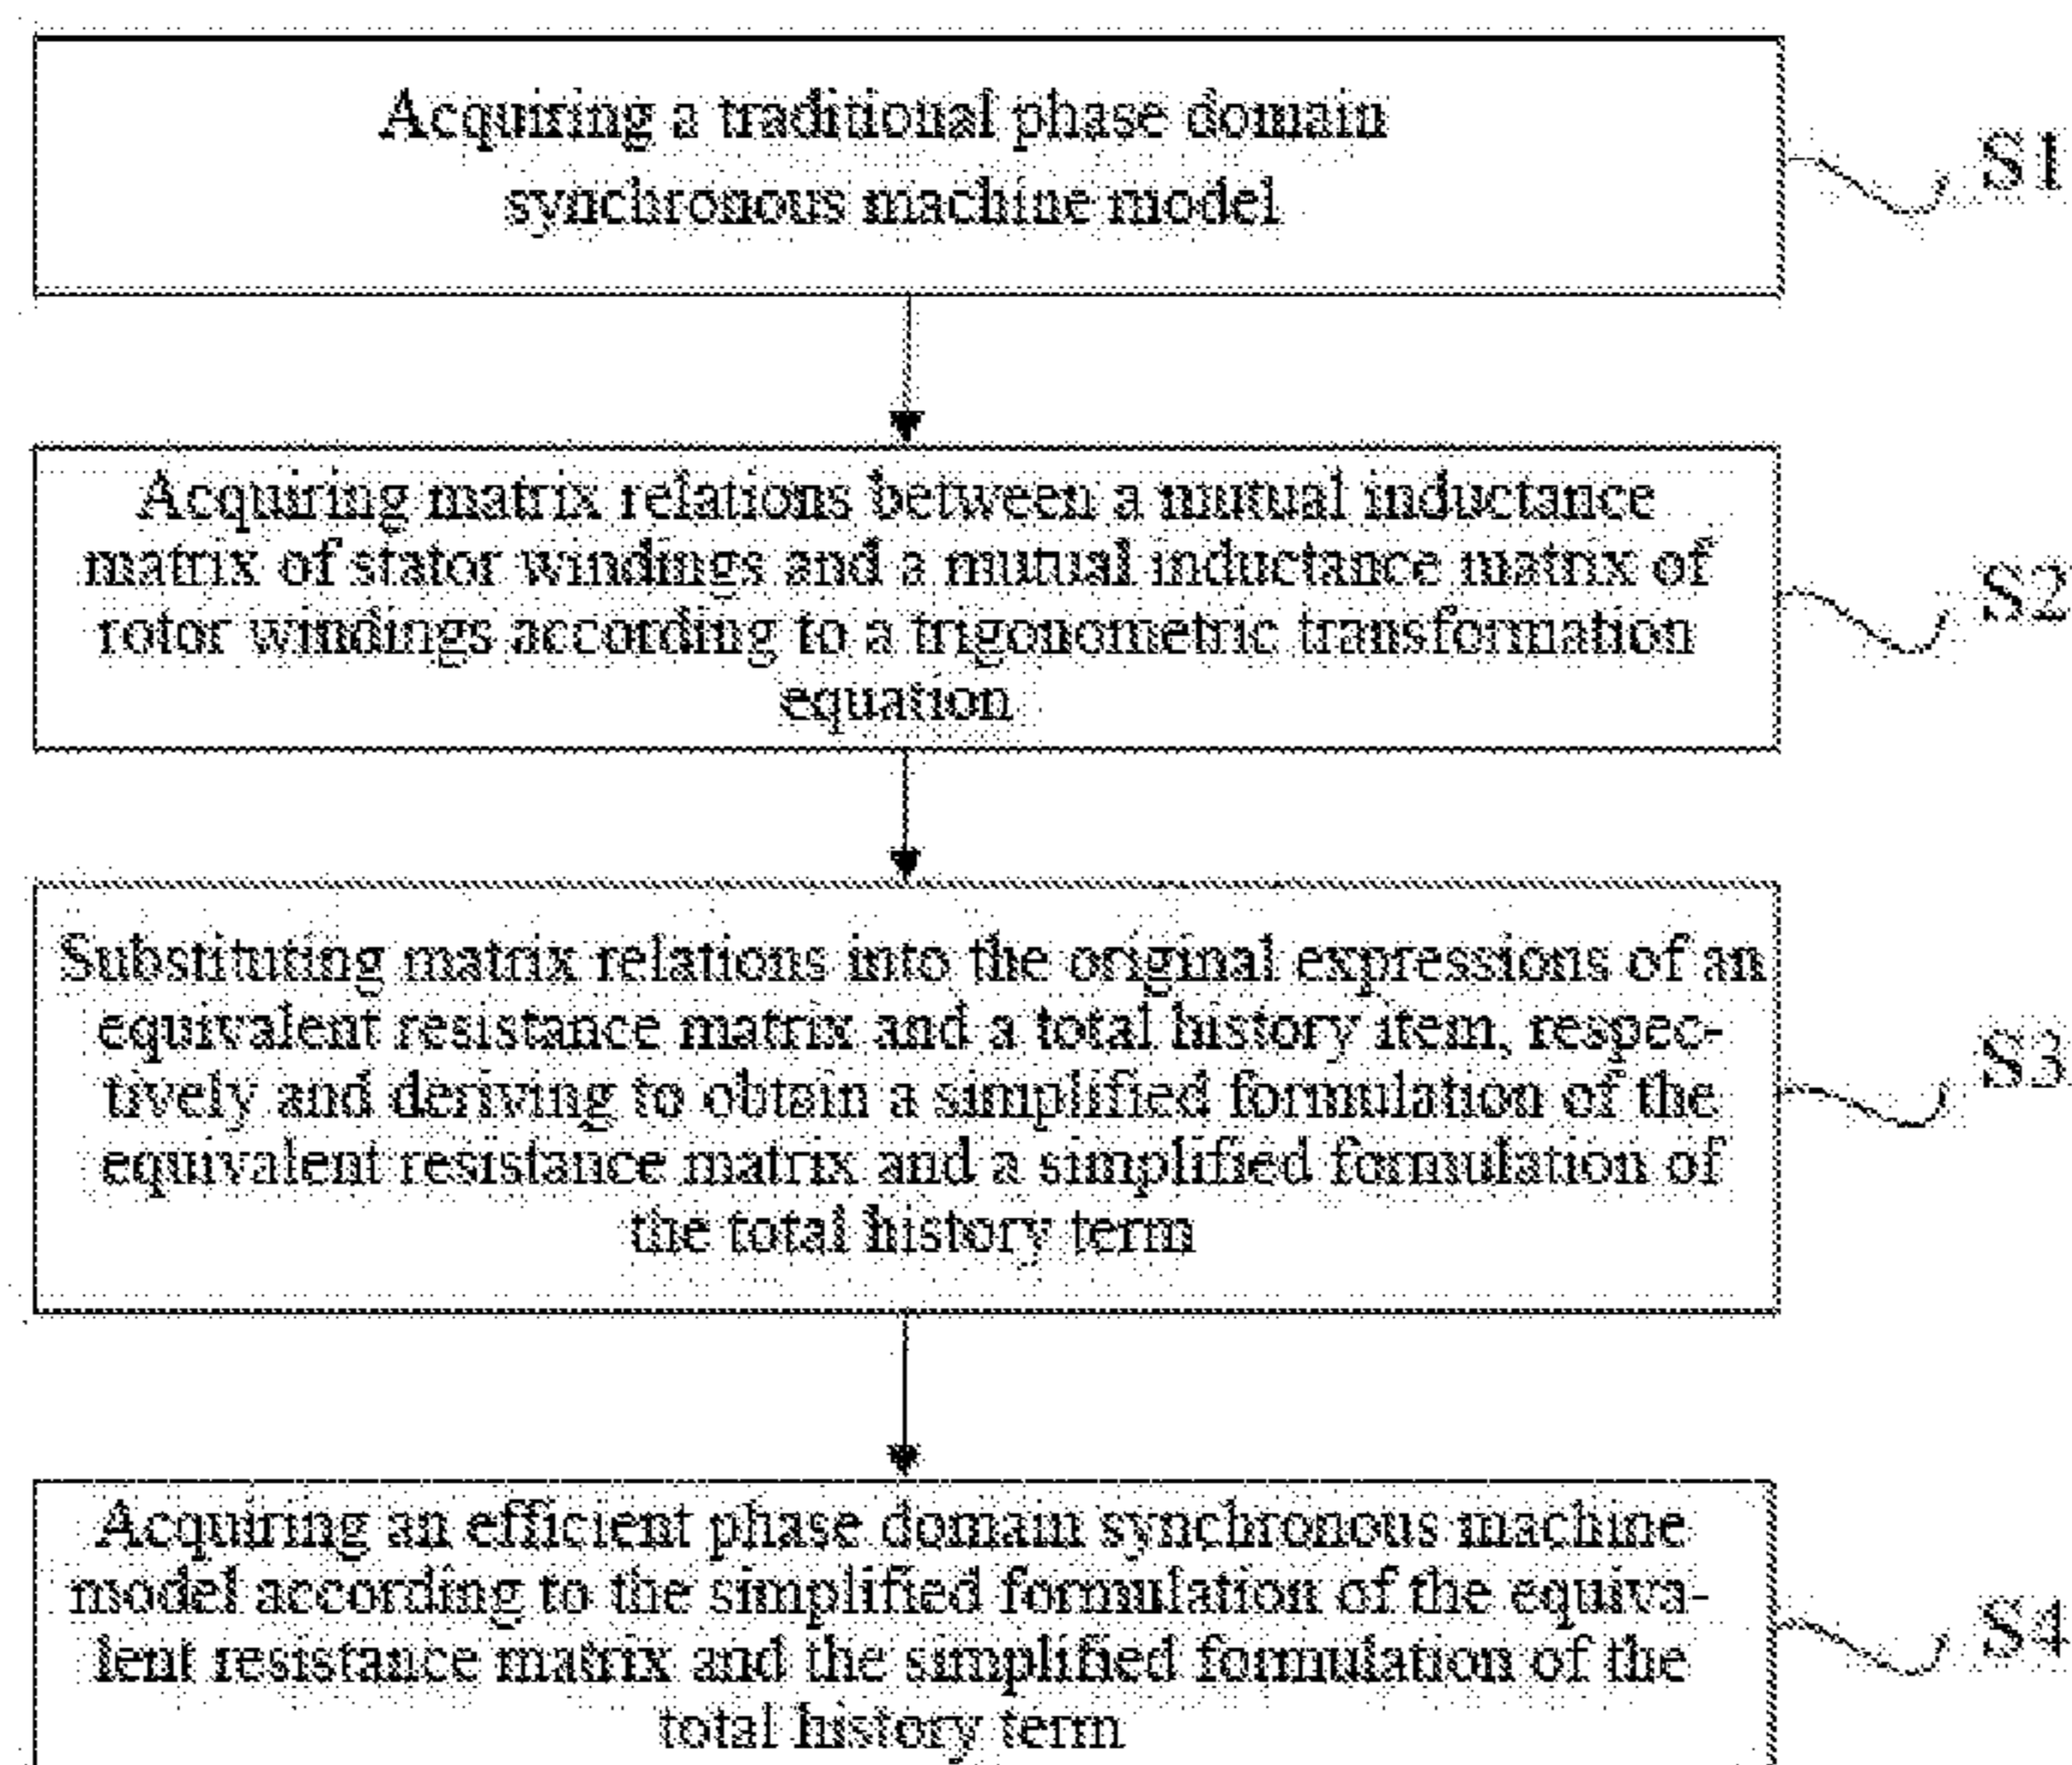 Acquiring a traditional phase domain
synchronous machine model
S1
Acquiring matrix relations between a mutual inductance
matrix of stator windings and a mutual inductance matrix of
rotor windings according to a trigonometric transformation
equation
S2
Substituting matrix relations into the original expressions of an
equivalent resistance matrix and a total history item, respec-
tively and deriving to obtain a simplified formulation of the
equivalent resistance matrix and a simplified formulation of
the total history term
S3
Acquiring an efficient phase domain synchronous machine
model according to the simplified formulation of the equiva-
lent resistance matrix and the simplified formulation of the
total history term
S4